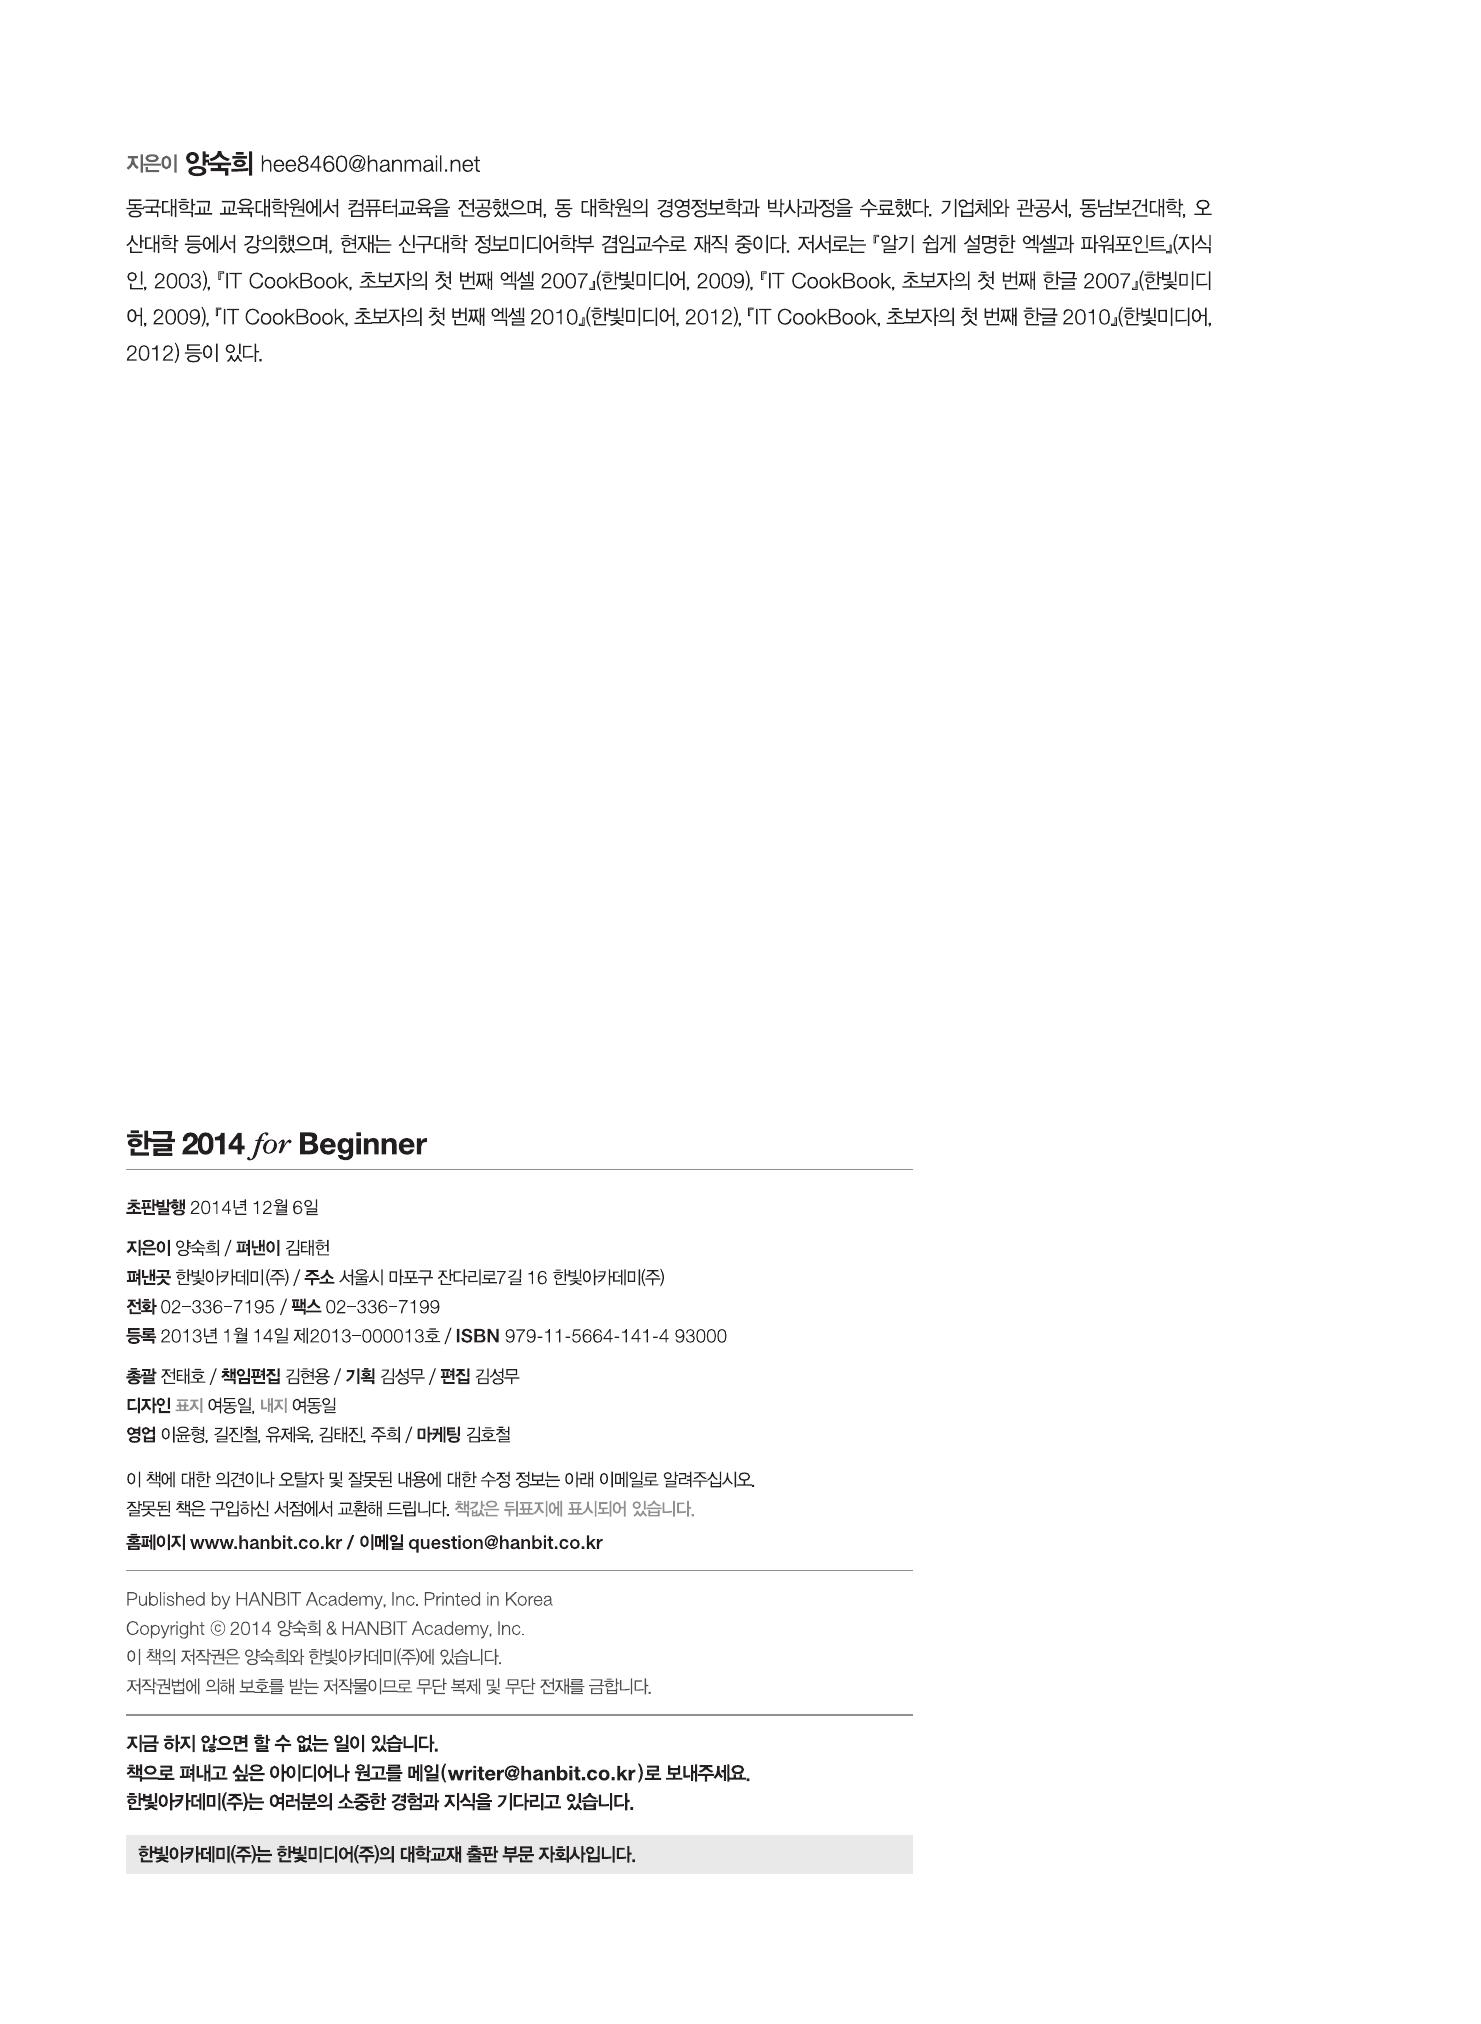 지은이 양숙희 hee8460@hanmail.net
동국대학교 교육대학원에서 컴퓨터교육을 전공했으며, 동 대학원의 경영정보학과 박사과정을 수료했다. 기업체와 관공서, 동남보건대학, 오
산대학 등에서 강의했으며, 현재는 신구대학 정보미디어학부 겸임교수로 재직 중이다. 저서로는 『알기 쉽게 설명한 엑셀과 파워포인트』(지식
인, 2003), 『IT CookBook, 초보자의 첫 번째 엑셀 2007』(한빛미디어, 2009), 『IT CookBook, 초보자의 첫 번째 한글 2007』(한빛미디
어, 2009), 『IT CookBook, 초보자의 첫 번째 엑셀 2010』(한빛미디어, 2012), 『IT CookBook, 초보자의 첫 번째 한글 2010』(한빛미디어,
2012) 등이 있다.
한글 2014 for Beginner
초판발행 2014년 12월 6일
지은이 양숙희 / 펴낸이 김태헌
펴낸곳 한빛아카데미(주) / 주소 서울시 마포구 잔다리로7길 16 한빛아카데미(주)
전화 02-336-7195 / 팩스 02-336-7199
등록 2013년 1월 14일 제2013-000013호 / ISBN 979-11-5664-141-4 93000
총괄 전태호 / 책임편집 김현용 / 기획 김성무 / 편집 김성무
디자인 표지 여동일, 내지 여동일
영업 이윤형, 길진철, 유제욱, 김태진, 주희 / 마케팅 김호철
이 책에 대한 의견이나 오탈자 및 잘못된 내용에 대한 수정 정보는 아래 이메일로 알려주십시오.
잘못된 책은 구입하신 서점에서 교환해 드립니다. 책값은 뒤표지에 표시되어 있습니다.
홈페이지 www.hanbit.co.kr / 이메일 question@hanbit.co.kr
Published by HANBIT Academy, Inc. Printed in Korea
Copyright ⓒ 2014 양숙희 & HANBIT Academy, Inc.
이 책의 저작권은 양숙희와 한빛아카데미(주)에 있습니다.
저작권법에 의해 보호를 받는 저작물이므로 무단 복제 및 무단 전재를 금합니다.
지금 하지 않으면 할 수 없는 일이 있습니다.
책으로 펴내고 싶은 아이디어나 원고를 메일(writer@hanbit.co.kr)로 보내주세요.
한빛아카데미(주)는 여러분의 소중한 경험과 지식을 기다리고 있습니다.
한빛아카데미(주)는 한빛미디어(주)의 대학교재 출판 부문 자회사입니다.